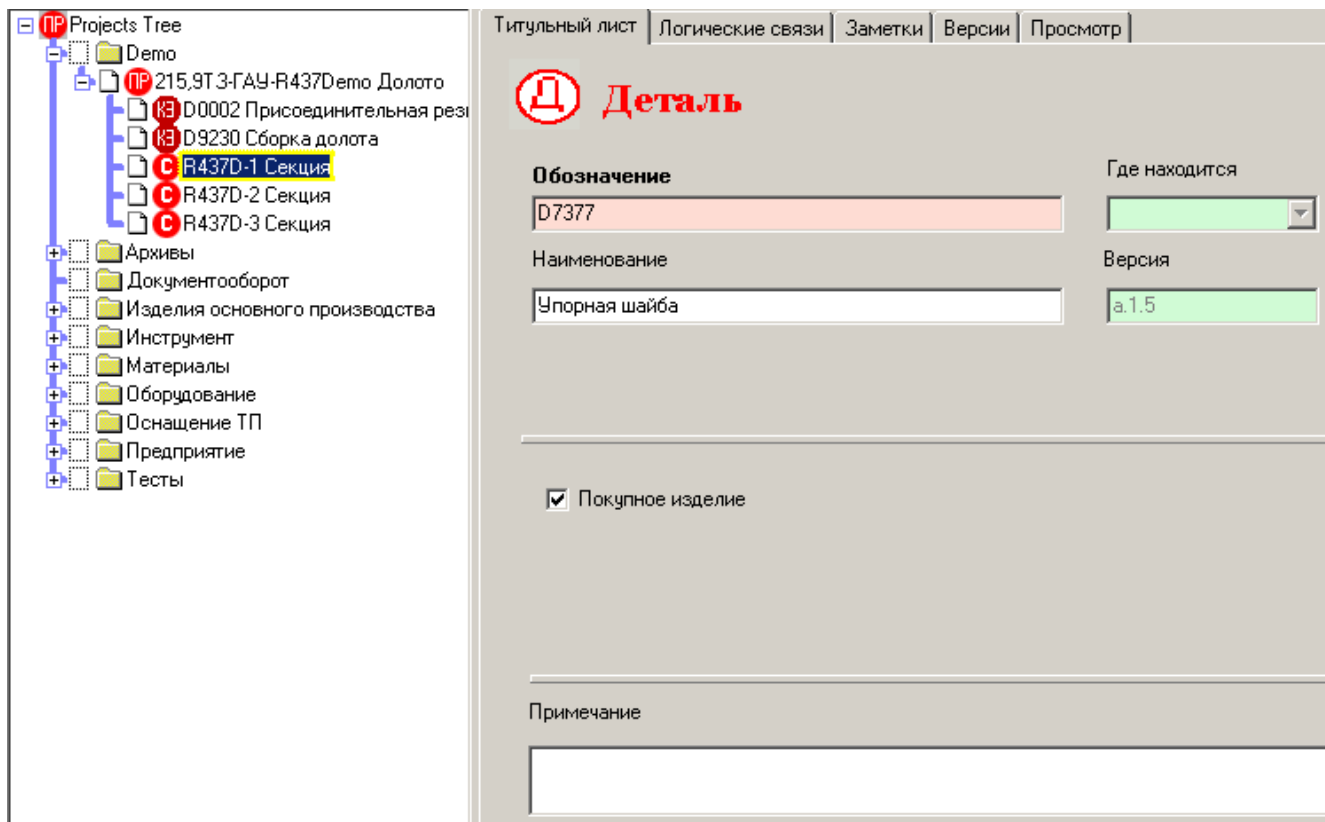 ПР Projects Tree
Demo
ПР 215,9ТЗ-ГАУ-R437Demo Долото
КЭ D0002 Присоединительная резі
КЭ D9230 Сборка долота
С R437D-1 Секция
С R437D-2 Секция
С R437D-3 Секция
Архивы
Документооборот
Изделия основного производства
Инструмент
Материалы
Оборудование
Оснащение ТП
Предприятие
Тесты
Титульный лист Логические связи Заметки Версии Просмотр
Д Деталь
Обозначение Где находится
D7377
Наименование Версия
Упорная шайба a.1.5
Покупное изделие
Примечание